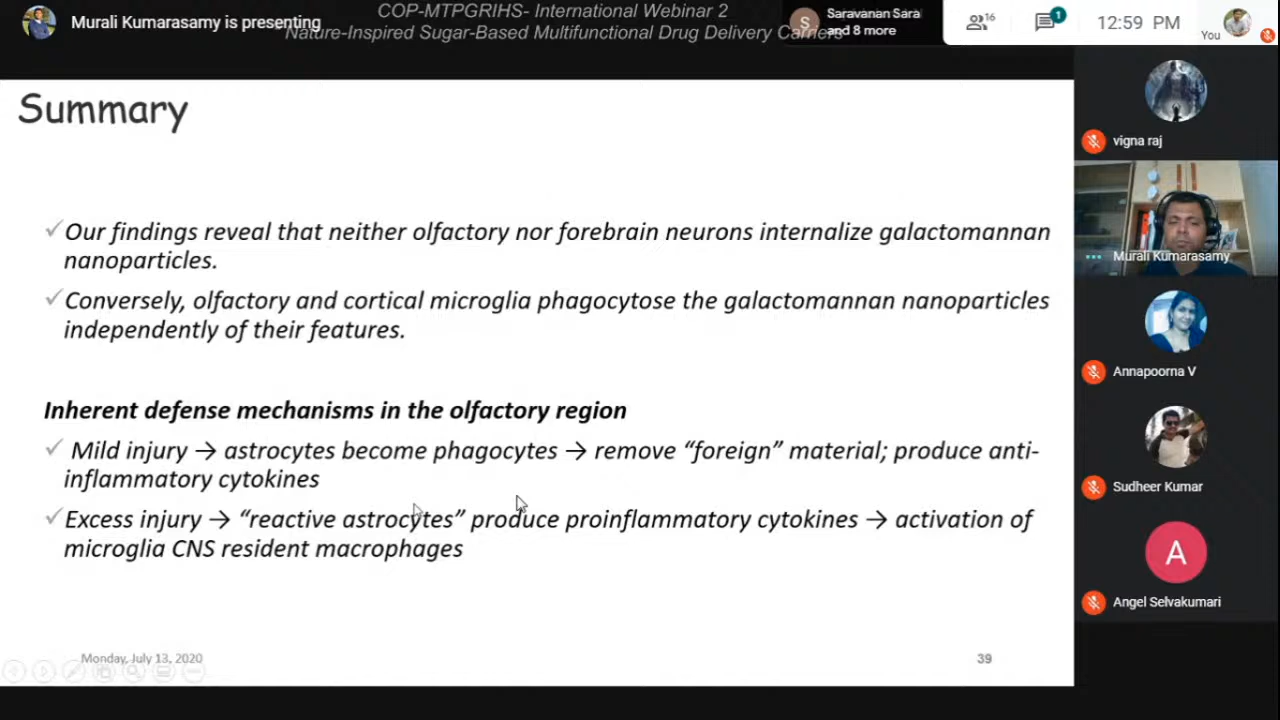 COP-MTPGRIHS- International Webinar 2
Murali Kumarasamy is presenting
Nature-Inspired Sugar-Based Multifunctional Drug Delivery Carriers
S
Saravanan Sara
and 8 more
16
1
12:59 PM
You
Summary
✓Our findings reveal that neither olfactory nor forebrain neurons internalize galactomannan
nanoparticles.
✓Conversely, olfactory and cortical microglia phagocytose the galactomannan nanoparticles
independently of their features.
Inherent defense mechanisms in the olfactory region
✓ Mild injury → astrocytes become phagocytes → remove “foreign” material; produce anti-
inflammatory cytokines
✓Excess injury → “reactive astrocytes” produce proinflammatory cytokines → activation of
microglia CNS resident macrophages
Monday, July 13, 2020
39
vigna raj
Murali Kumarasamy
Annapoorna V
Sudheer Kumar
A
Angel Selvakumari